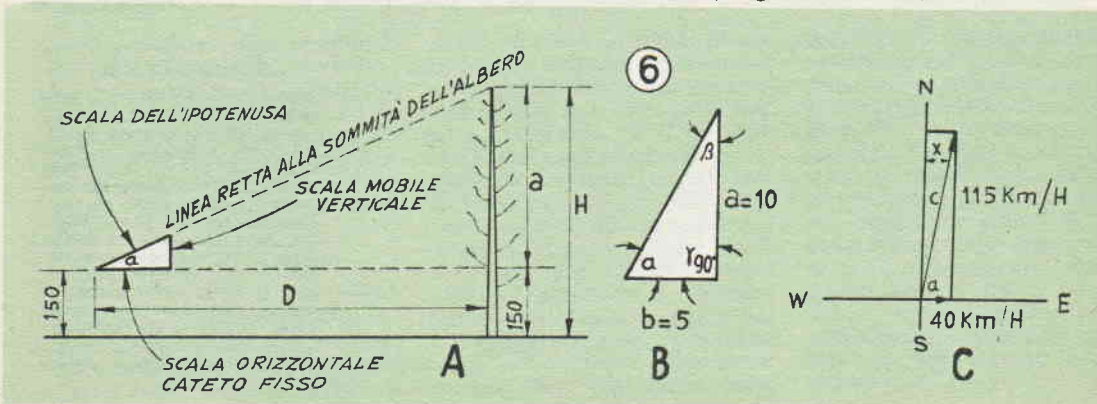 SCALA DELL'IPOTENUSA
LINEA RETTA ALLA SOMMITÀ DELL'ALBERO
SCALA MOBILE
VERTICALE
a
a
H
D
150
150
SCALA ORIZZONTALE
CATETO FISSO
A
6
β
a=10
a
γ90°
b=5
B
N
X
c
115 Km/H
a
W
E
40 Km/H
S
C